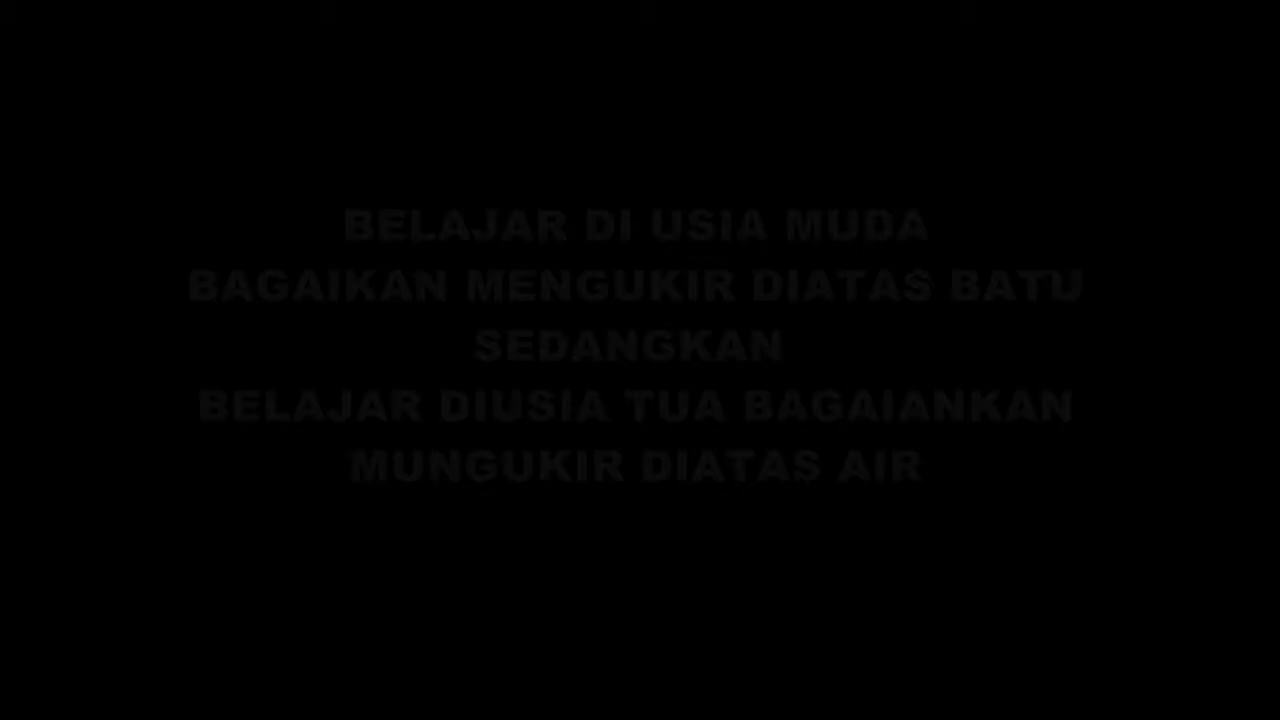 BELAJAR DI USIA MUDA
BAGAIKAN MENGUKIR DIATAS BATU
SEDANGKAN
BELAJAR DIUSIA TUA BAGAIANKAN
MUNGUKIR DIATAS AIR